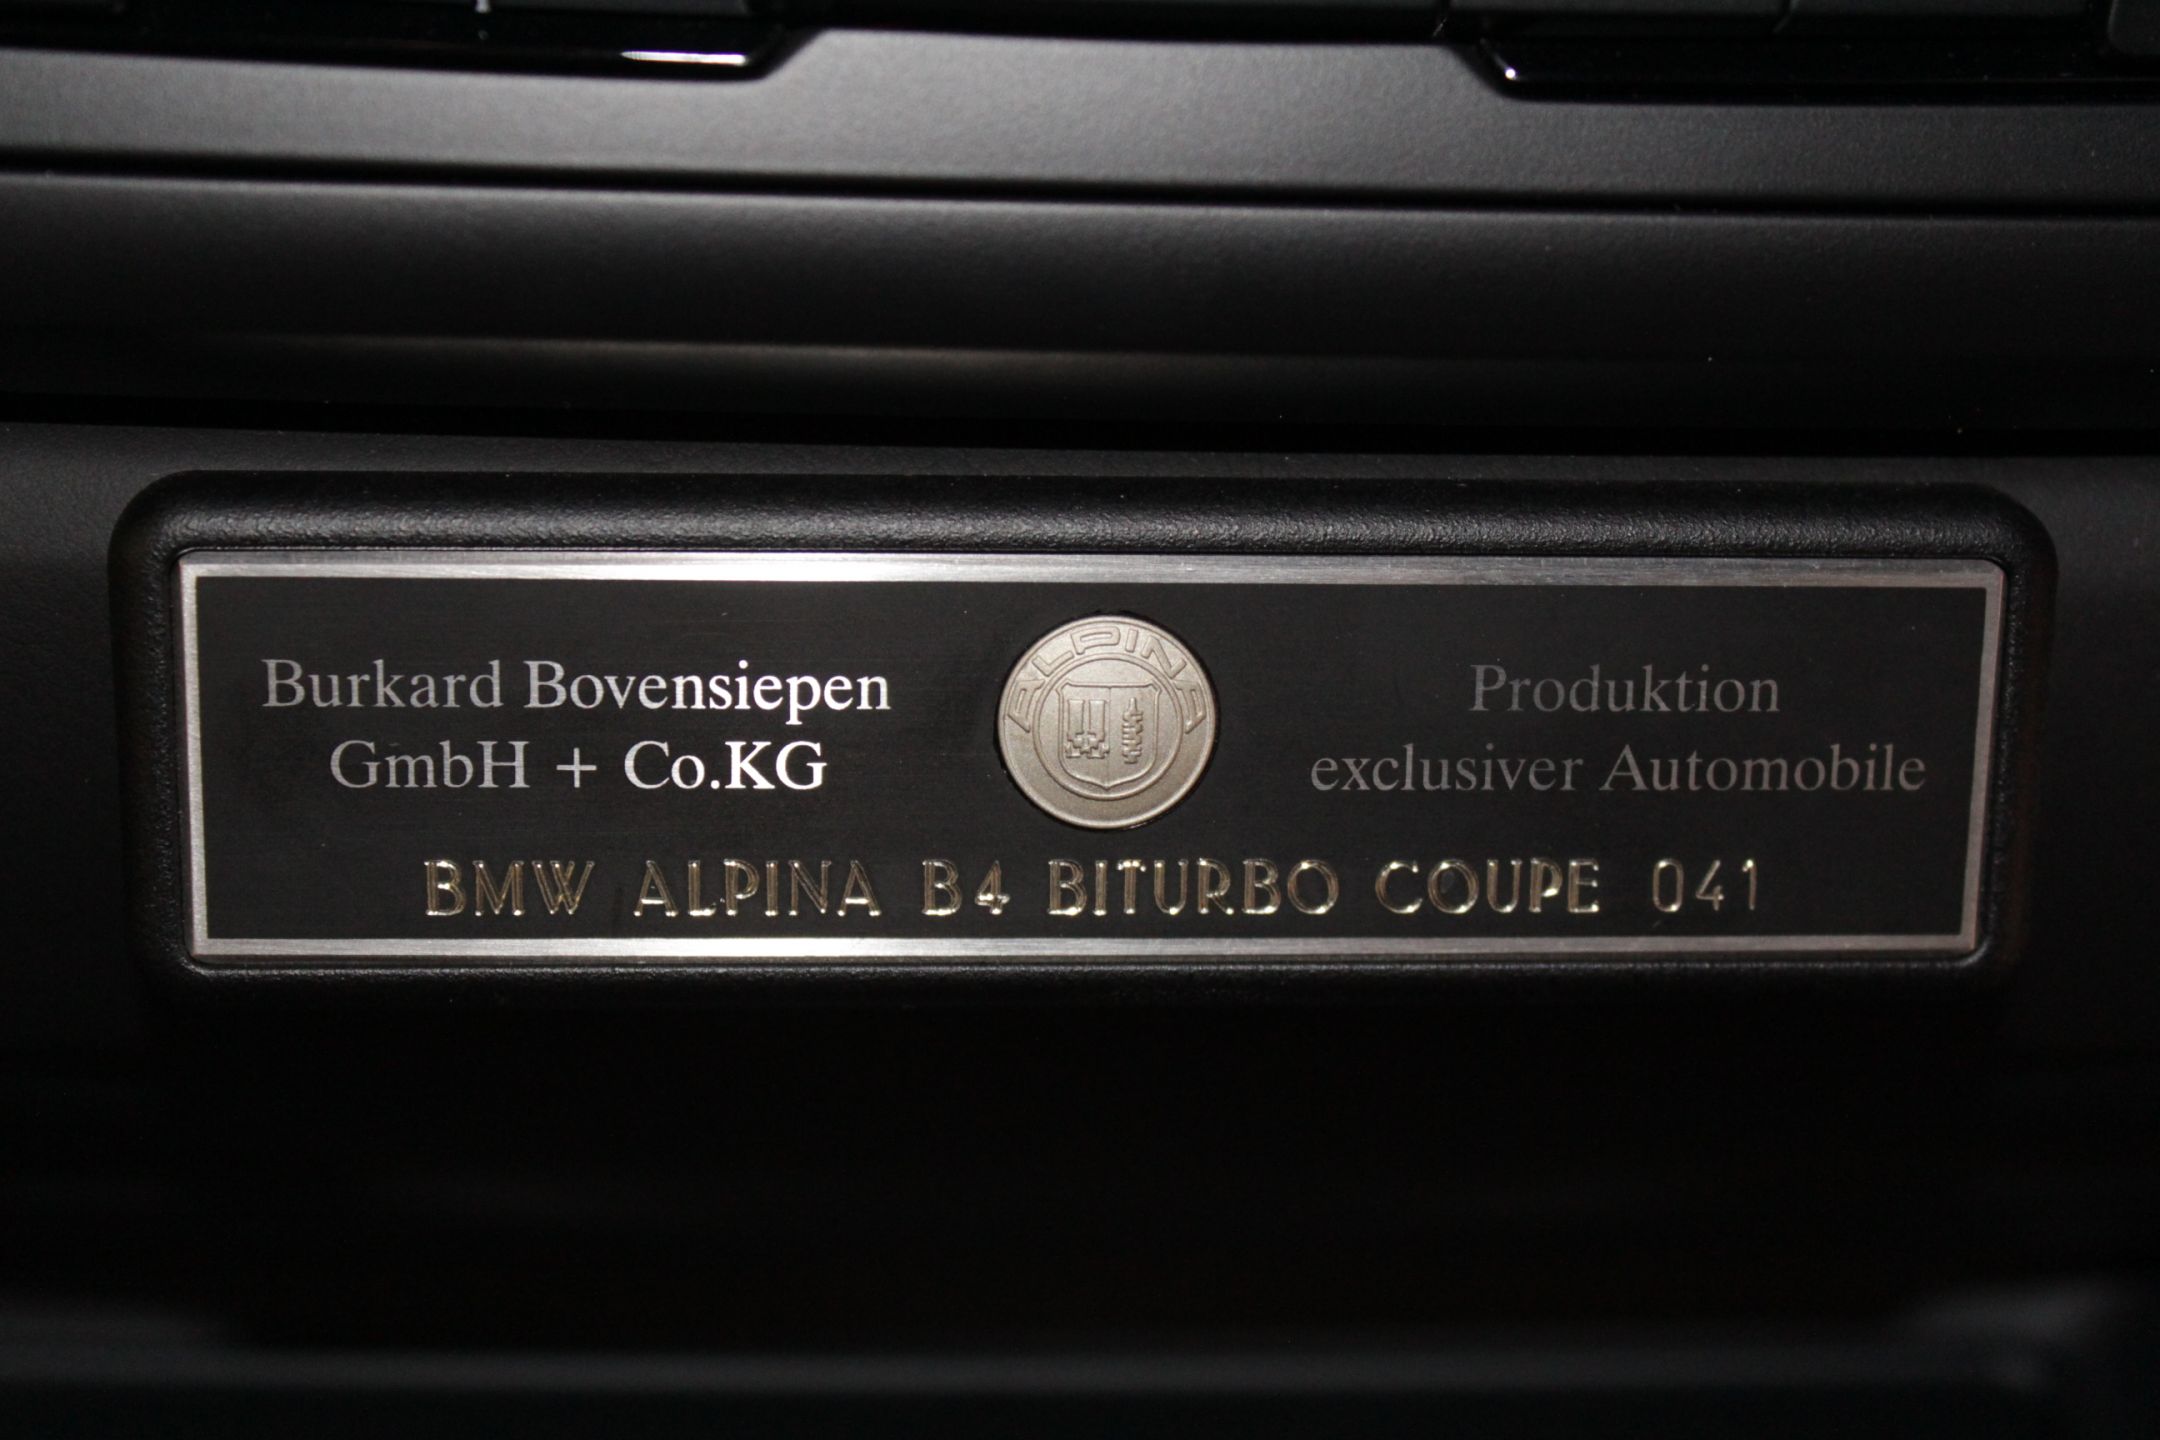 Burkard Bovensiepen
GmbH + Co.KG
ALPINA
Produktion
exclusiver Automobile
BMW ALPINA B4 BITURBO COUPE 041